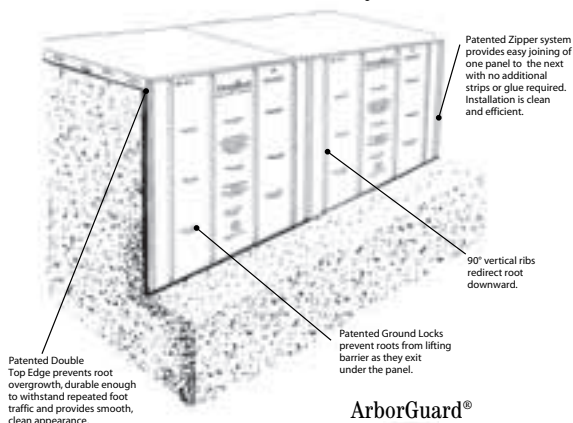 Patented Zipper system
provides easy joining of
one panel to the next
with no additional
strips or glue required.
Installation is clean
and efficient.
90° vertical ribs
redirect root
downward.
Patented Ground Locks
prevent roots from lifting
barrier as they exit
under the panel.
Patented Double
Top Edge prevents root
overgrowth, durable enough
to withstand repeated foot
traffic and provides smooth,
clean appearance
ArborGuard®